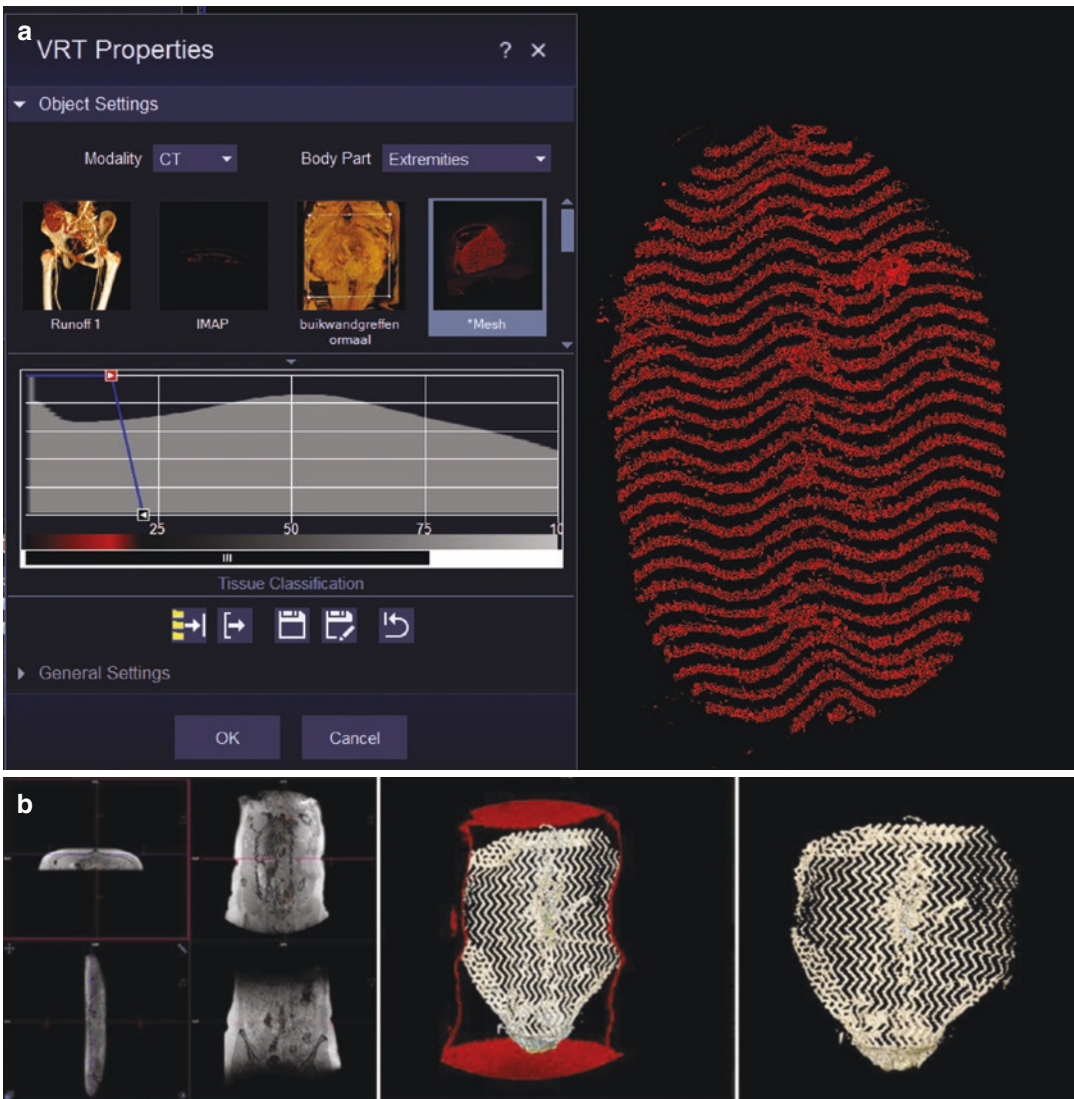 a
VRT Properties ? ×
Object Settings
Modality CT Body Part Extremities
Runoff 1 IMAP buikwandgreffen *Mesh
ormaal
25 50 75 10
Tissue Classification
General Settings
OK Cancel
b